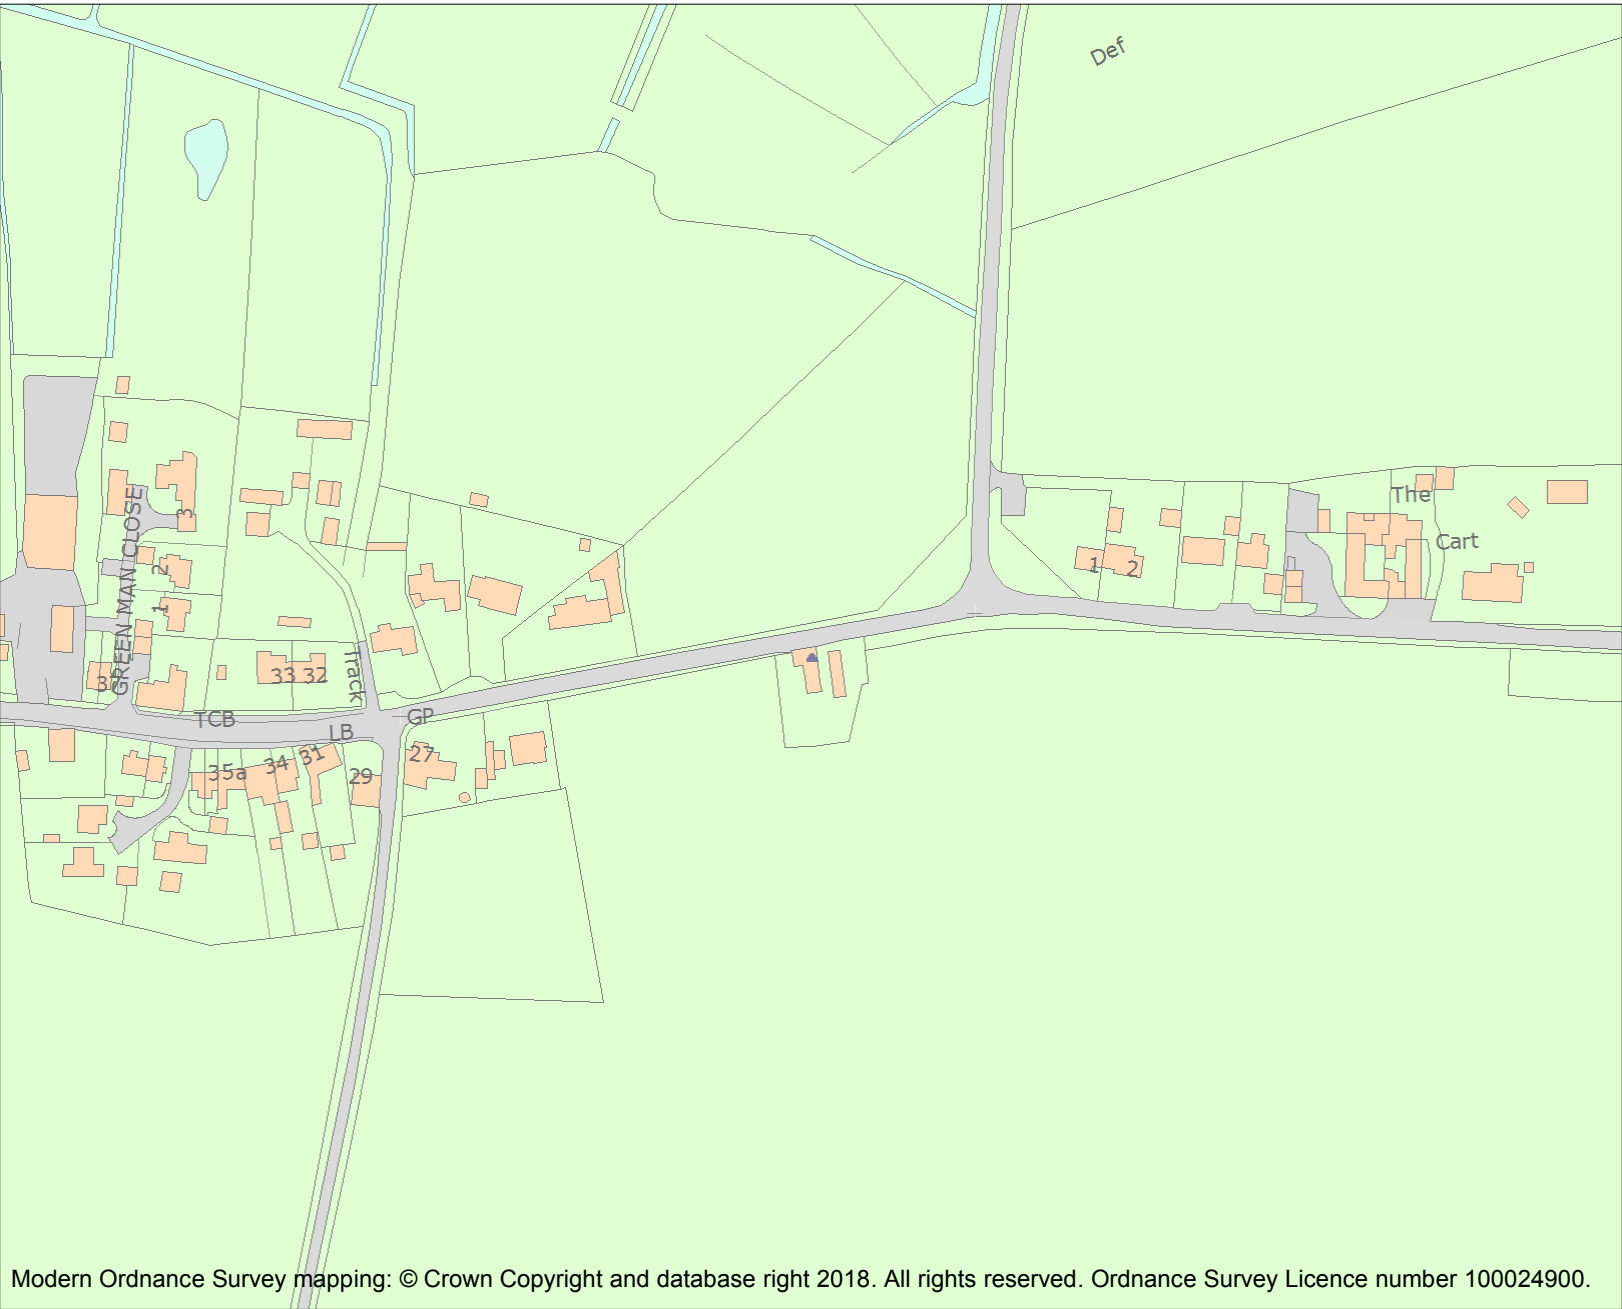 Def
The
Cart
GREEN MAN CLOSE
3
2
1
1
2
37
33
32
Track
TCB
LB
GP
35a
34
31
29
27
Modern Ordnance Survey mapping: © Crown Copyright and database right 2018. All rights reserved. Ordnance Survey Licence number 100024900.